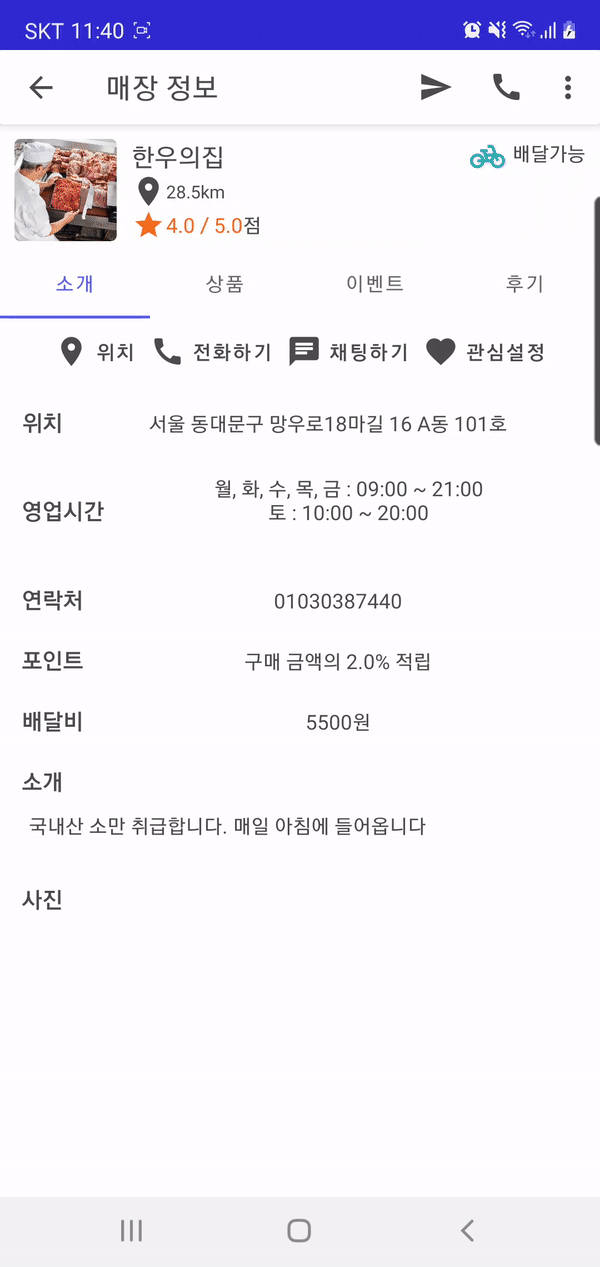 SKT 11:40
매장 정보
한우의집
배달가능
28.5km
4.0 / 5.0점
소개 상품 이벤트 후기
위치 전화하기 채팅하기 관심설정
위치 서울 동대문구 망우로18마길 16 A동 101호
영업시간 월, 화, 수, 목, 금 : 09:00 ~ 21:00
토 : 10:00 ~ 20:00
연락처 01030387440
포인트 구매 금액의 2.0% 적립
배달비 5500원
소개
국내산 소만 취급합니다. 매일 아침에 들어옵니다
사진